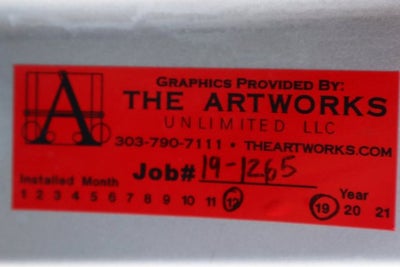 A
GRAPHICS PROVIDED BY:
THE ARTWORKS
UNLIMITED LLC
303-790-7111 • THEARTWORKS.COM
Job# 19-1265
Installed Month
1 2 3 4 5 6 7 8 9 10 11 12
Year
19 20 21